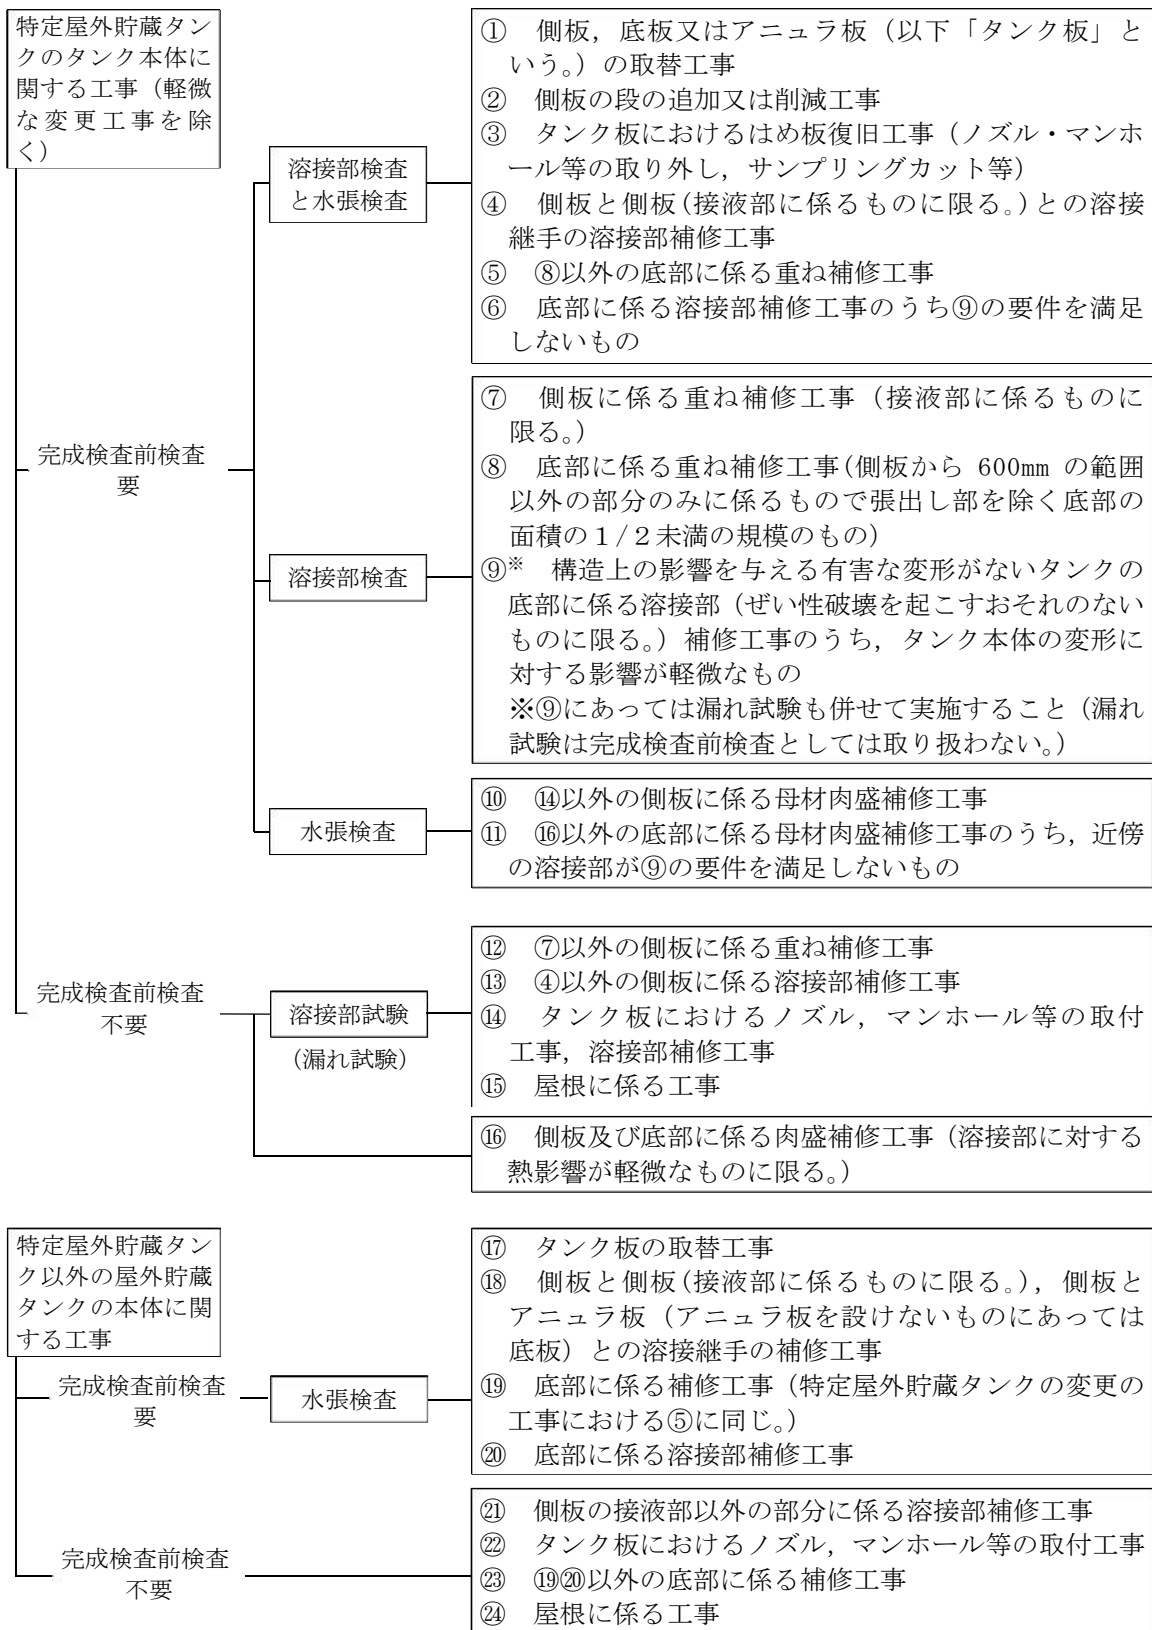 特定屋外貯蔵タン
クのタンク本体に
関する工事（軽微
な変更工事を除
く）
完成検査前検査
要
溶接部検査
と水張検査
① 側板，底板又はアニュラ板（以下「タンク板」と
いう。）の取替工事
② 側板の段の追加又は削減工事
③ タンク板におけるはめ板復旧工事（ノズル・マンホ
ール等の取り外し，サンプリングカット等）
④ 側板と側板(接液部に係るものに限る。)との溶接
継手の溶接部補修工事
⑤ ⑧以外の底部に係る重ね補修工事
⑥ 底部に係る溶接部補修工事のうち⑨の要件を満足
しないもの
溶接部検査
⑦ 側板に係る重ね補修工事（接液部に係るものに
限る。）
⑧ 底部に係る重ね補修工事(側板から 600mm の範囲
以外の部分のみに係るもので張出し部を除く底部の
面積の１/２未満の規模のもの）
⑨※ 構造上の影響を与える有害な変形がないタンクの
底部に係る溶接部（ぜい性破壊を起こすおそれのない
ものに限る。）補修工事のうち，タンク本体の変形に
対する影響が軽微なもの
※⑨にあっては漏れ試験も併せて実施すること（漏れ
試験は完成検査前検査としては取り扱わない。）
水張検査
⑩ ⑭以外の側板に係る母材肉盛補修工事
⑪ ⑯以外の底部に係る母材肉盛補修工事のうち，近傍
の溶接部が⑨の要件を満足しないもの
完成検査前検査
不要
溶接部試験
（漏れ試験）
⑫ ⑦以外の側板に係る重ね補修工事
⑬ ④以外の側板に係る溶接部補修工事
⑭ タンク板におけるノズル，マンホール等の取付
工事，溶接部補修工事
⑮ 屋根に係る工事
⑯ 側板及び底部に係る肉盛補修工事（溶接部に対する
熱影響が軽微なものに限る。）
特定屋外貯蔵タン
ク以外の屋外貯蔵
タンクの本体に関
する工事
完成検査前検査
要
水張検査
⑰ タンク板の取替工事
⑱ 側板と側板(接液部に係るものに限る。)，側板と
アニュラ板（アニュラ板を設けないものにあっては
底板）との溶接継手の補修工事
⑲ 底部に係る補修工事（特定屋外貯蔵タンクの変更の
工事における⑤に同じ。）
⑳ 底部に係る溶接部補修工事
完成検査前検査
不要
㉑ 側板の接液部以外の部分に係る溶接部補修工事
㉒ タンク板におけるノズル，マンホール等の取付工事
㉓ ⑲⑳以外の底部に係る補修工事
㉔ 屋根に係る工事